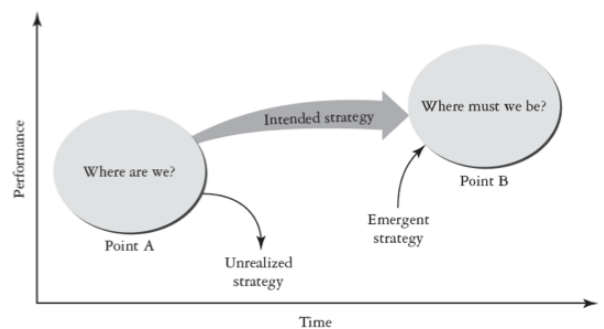 Performance
Where are we?
Point A
Intended strategy
Where must we be?
Point B
Unrealized
strategy
Emergent
strategy
Time